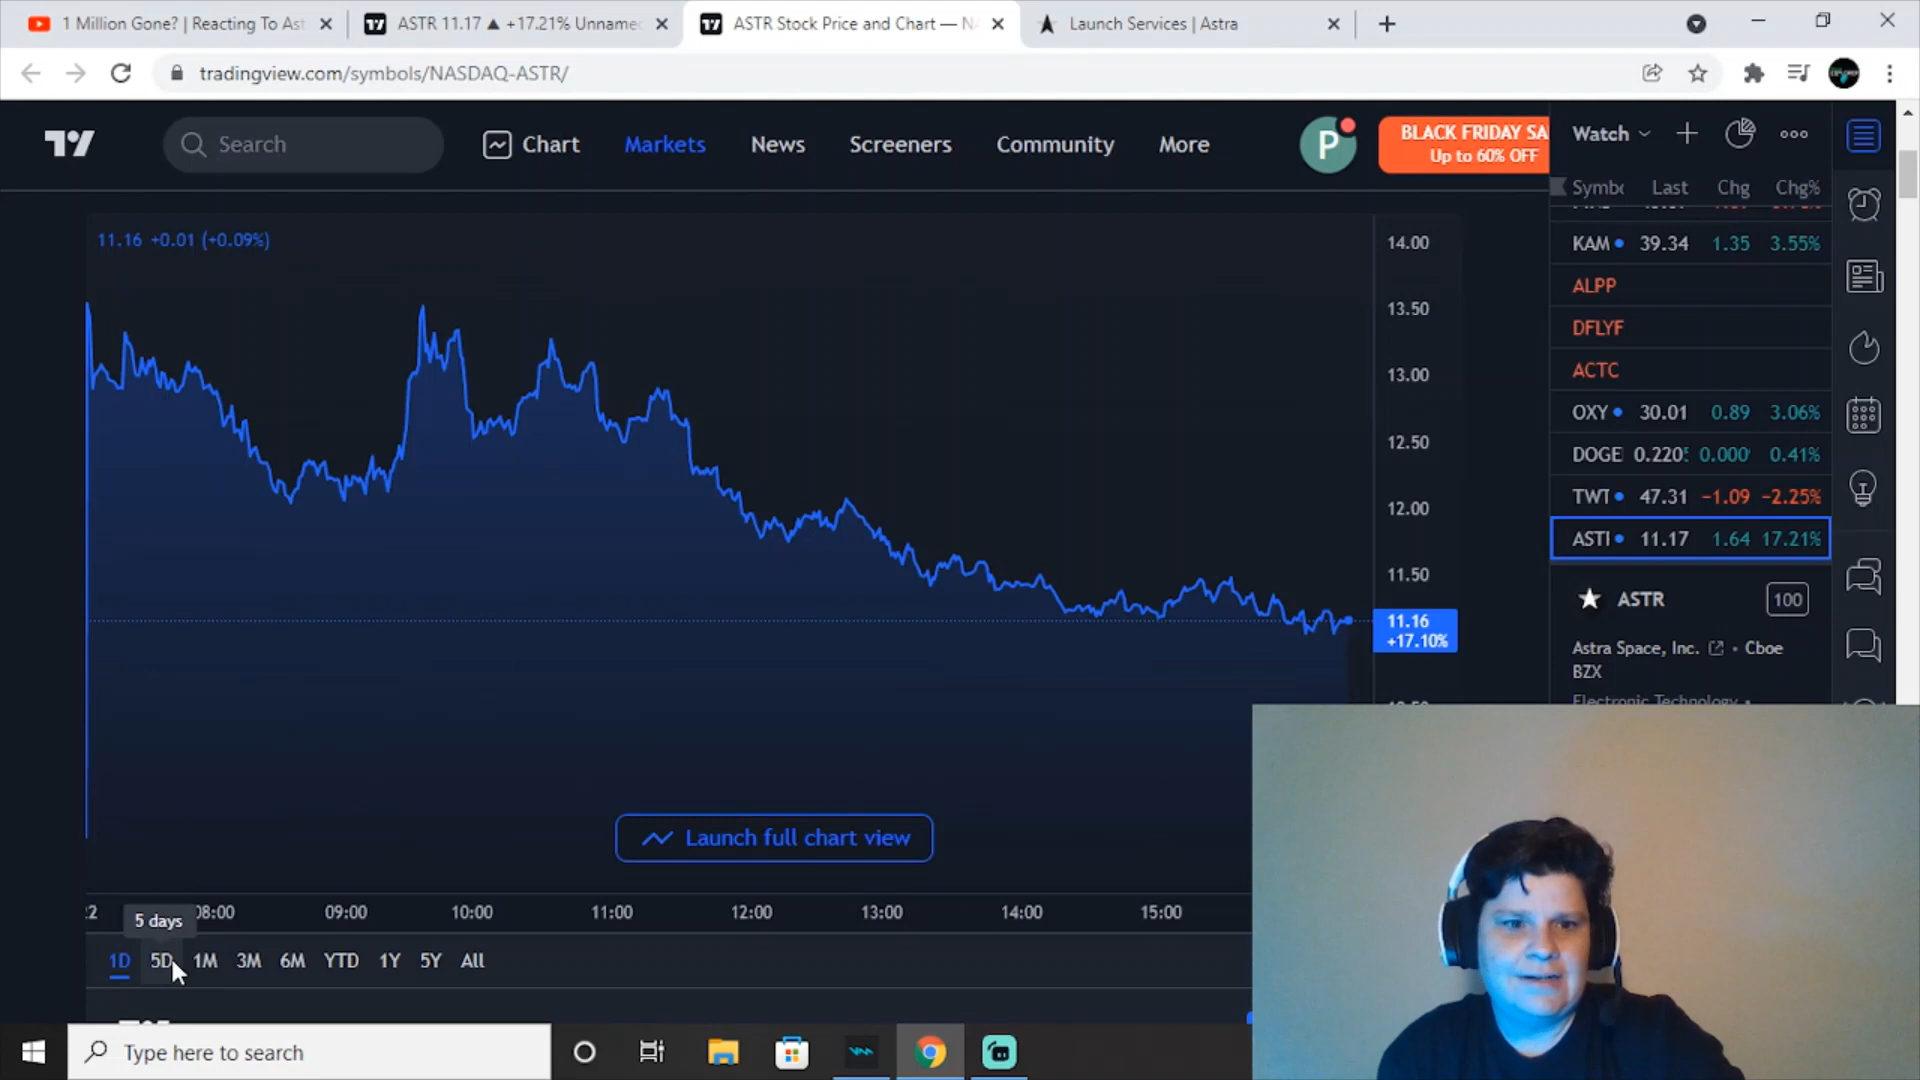 1 Million Gone? | Reacting To Ast
ASTR 11.17 ▲ +17.21% Unname
ASTR Stock Price and Chart — N
Launch Services | Astra
tradingview.com/symbols/NASDAQ-ASTR/
Search
Chart
Markets
News
Screeners
Community
More
P
BLACK FRIDAY SA
Up to 60% OFF
Watch
Symb
Last
Chg
Chg%
11.16 +0.01 (+0.09%)
14.00
13.50
13.00
12.50
12.00
11.50
11.16
+17.10%
KAM 39.34 1.35 3.55%
ALPP
DFLYF
ACTC
OXY 30.01 0.89 3.06%
DOGE 0.220 0.000 0.41%
TWT 47.31 −1.09 −2.25%
ASTI 11.17 1.64 17.21%
ASTR
100
Astra Space, Inc. • Cboe
BZX
Electronic Technology •
Launch full chart view
22 08:00 09:00 10:00 11:00 12:00 13:00 14:00 15:00
5 days
1D 5D 1M 3M 6M YTD 1Y 5Y All
Type here to search